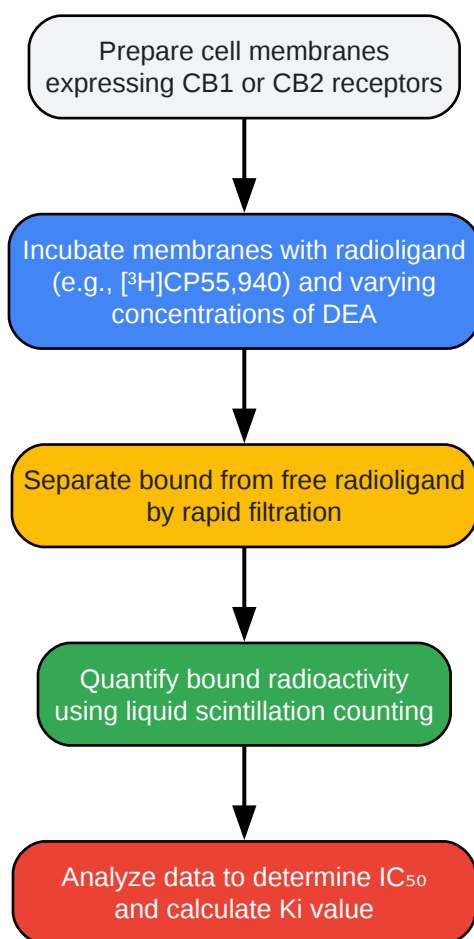 Prepare cell membranes
expressing CB1 or CB2 receptors
Incubate membranes with radioligand
(e.g., [³H]CP55,940) and varying
concentrations of DEA
Separate bound from free radioligand
by rapid filtration
Quantify bound radioactivity
using liquid scintillation counting
Analyze data to determine IC₅₀
and calculate Ki value